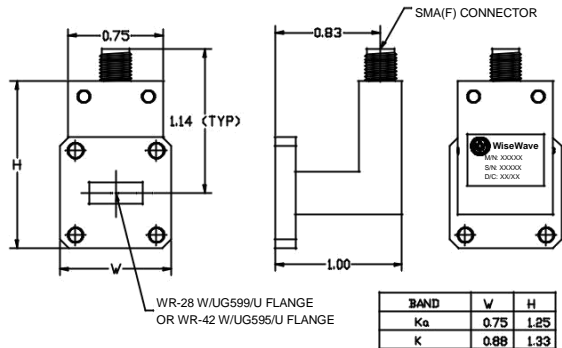 SMA(F) CONNECTOR
0.75
0.83
1.14 (TYP)
H
W
1.00
WiseWave
M/N: XXXXX
S/N: XXXXX
D/C: XX/XX
WR-28 W/UG599/U FLANGE
OR WR-42 W/UG595/U FLANGE
BAND W H
Ka 0.75 1.25
K 0.88 1.33